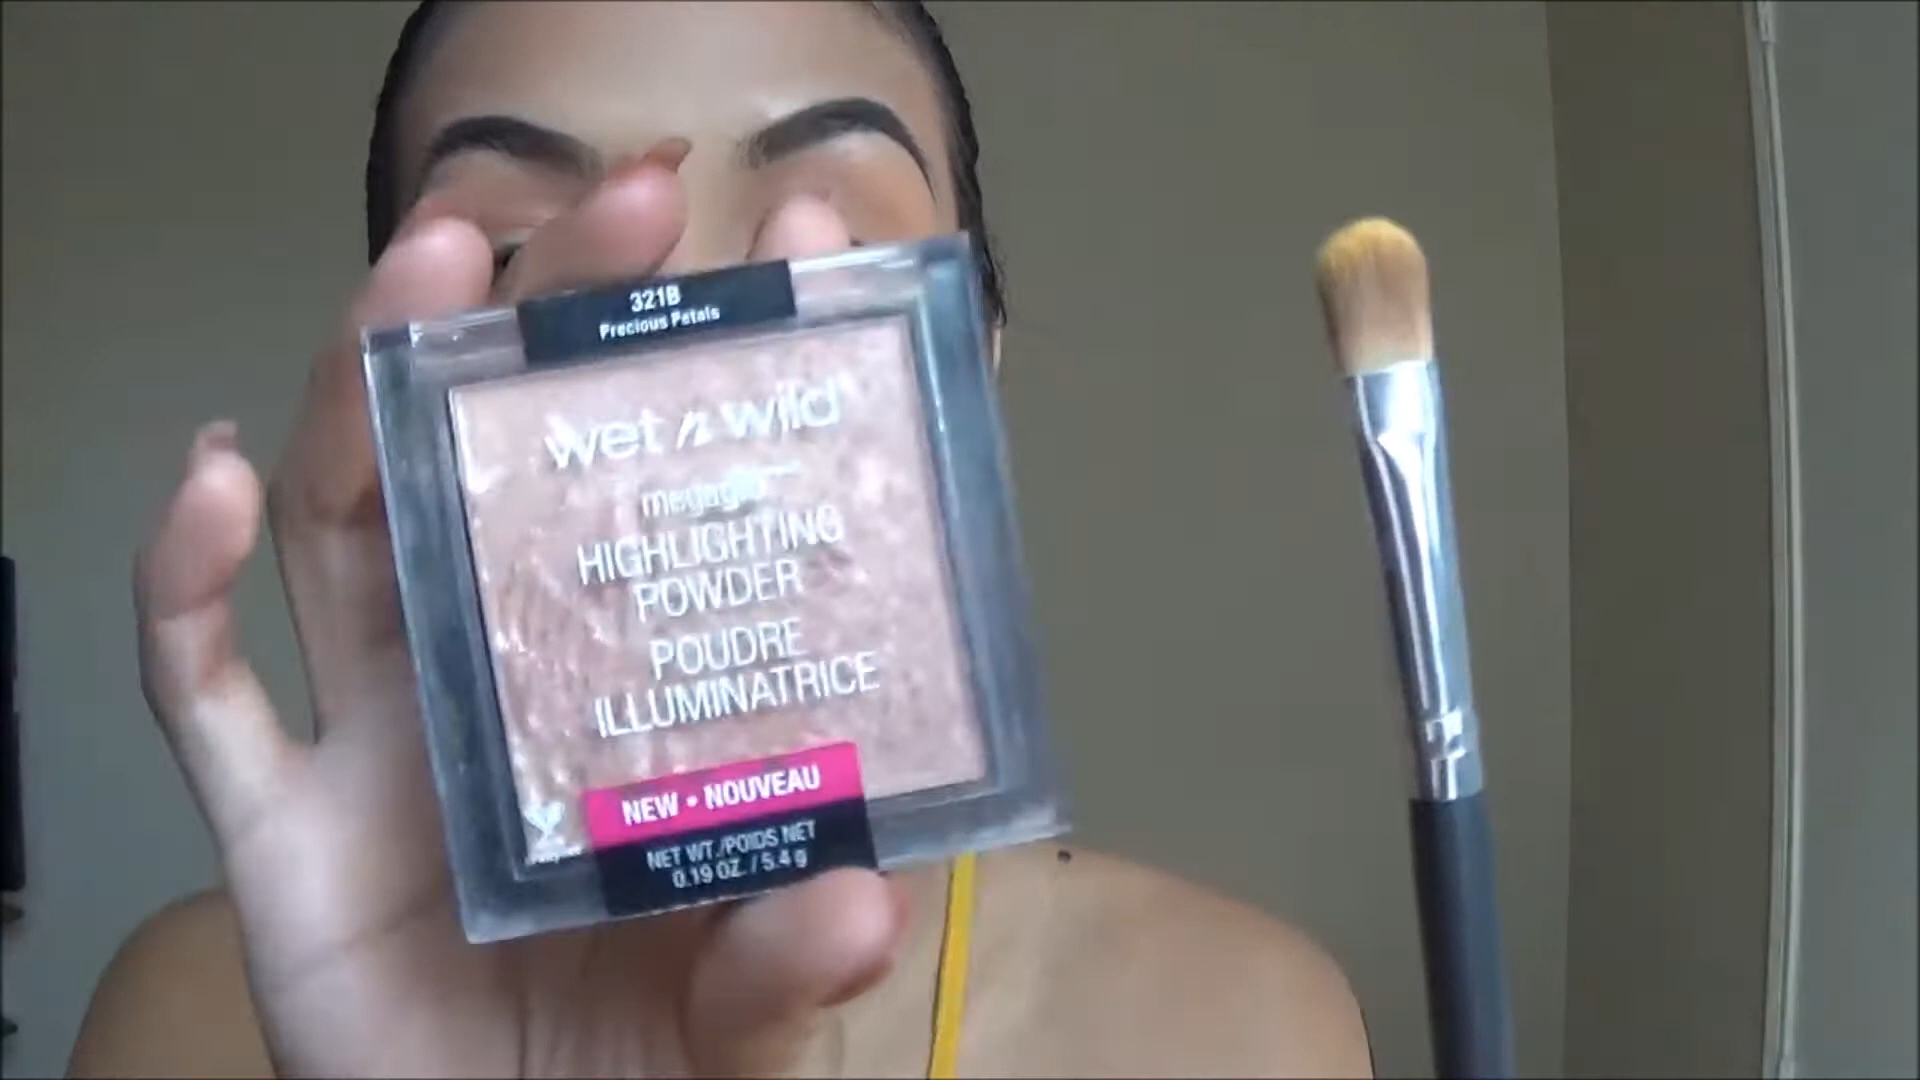 321B
Precious Petals
wet n wild
megaglo
HIGHLIGHTING
POWDER
POUDRE
ILLUMINATRICE
NEW • NOUVEAU
NET WT./POIDS NET
0.19 OZ. / 5.4 g